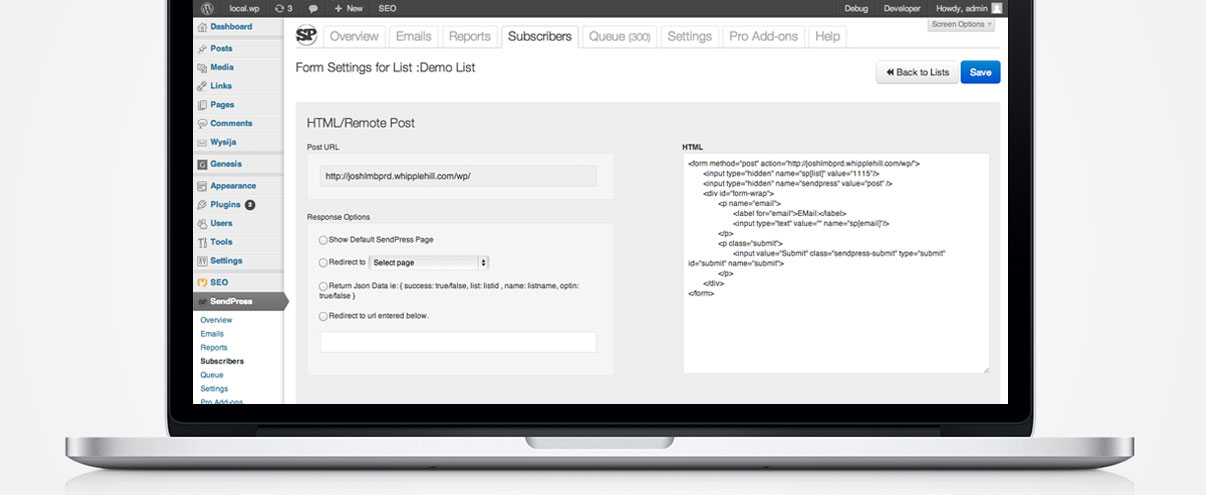 local.wp 3 + New SEO Debug Developer Howdy, admin
Screen Options
Dashboard
Posts
Media
Links
Pages
Comments
Wysija
Genesis
Appearance
Plugins 2
Users
Tools
Settings
SEO
SendPress
Overview
Emails
Reports
Subscribers
Queue
Settings
Pro Add-ons
SP Overview Emails Reports Subscribers Queue (300) Settings Pro Add-ons Help
Form Settings for List :Demo List
Back to Lists Save
HTML/Remote Post
Post URL
http://joshlmbprd.whipplehill.com/wp/
Response Options
Show Default SendPress Page
Redirect to Select page
Return Json Data ie: { success: true/false, list: listid , name: listname, optin:
true/false }
Redirect to url entered below.
HTML
<form method="post" action="http://joshlmbprd.whipplehill.com/wp/">
<input type="hidden" name="sp[list]" value="1115"/>
<input type="hidden" name="sendpress" value="post" />
<div id="form-wrap">
<p name="email">
<label for="email">EMail:</label>
<input type="text" value="" name="sp[email]"/>
</p>
<p class="submit">
<input value="Submit" class="sendpress-submit" type="submit"
id="submit" name="submit">
</p>
</div>
</form>